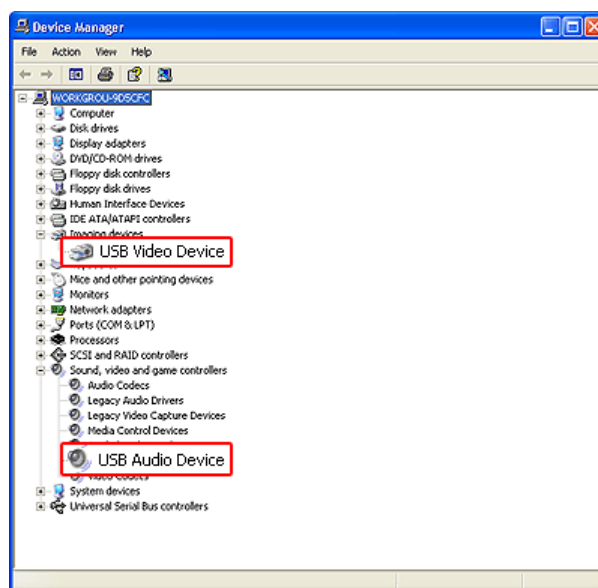 Device Manager
File Action View Help
WORKGROU-9D5CFC
Computer
Disk drives
Display adapters
DVD/CD-ROM drives
Floppy disk controllers
Floppy disk drives
Human Interface Devices
IDE ATA/ATAPI controllers
Imaging devices
USB Video Device
Mice and other pointing devices
Monitors
Network adapters
Ports (COM & LPT)
Processors
SCSI and RAID controllers
Sound, video and game controllers
Audio Codecs
Legacy Audio Drivers
Legacy Video Capture Devices
Media Control Devices
USB Audio Device
Video Codecs
System devices
Universal Serial Bus controllers